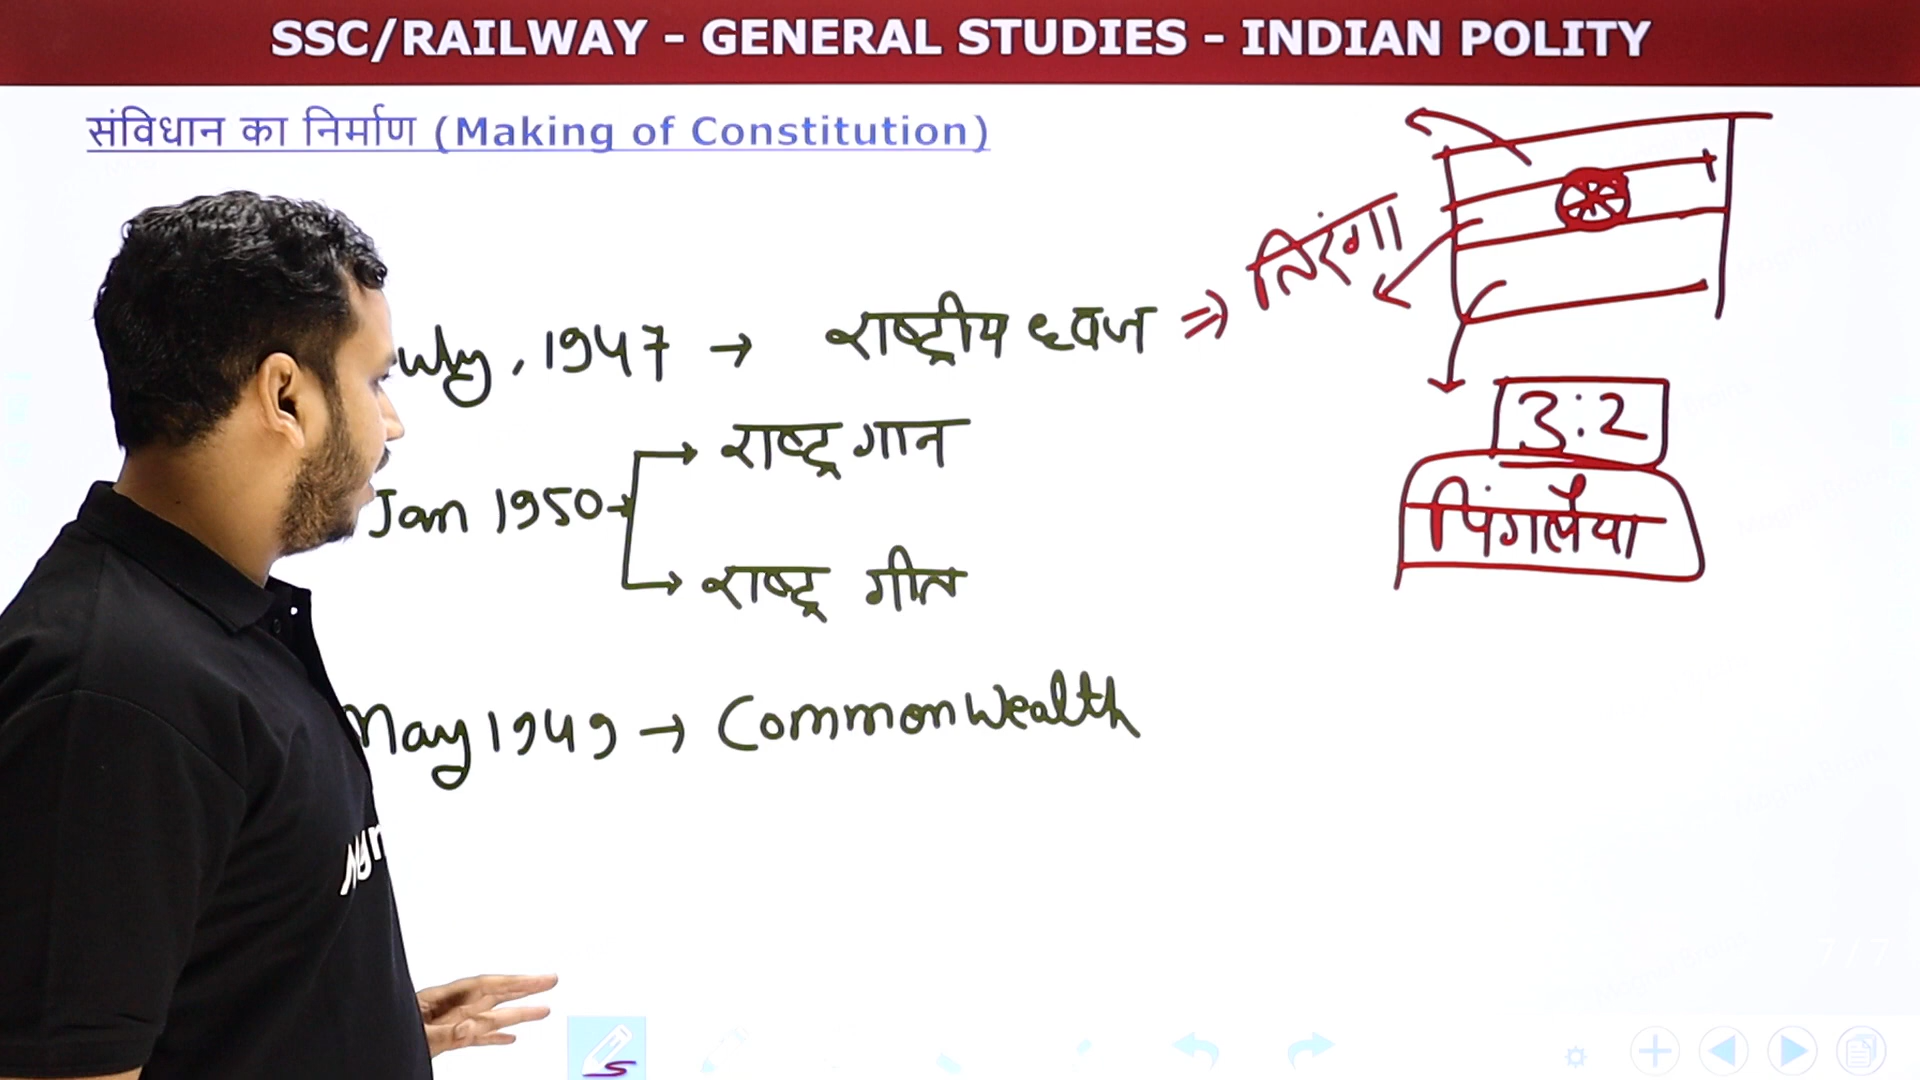 SSC/RAILWAY - GENERAL STUDIES - INDIAN POLITY
संविधान का निर्माण (Making of Constitution)
तिरंगा
uly, 1947 → राष्ट्रीय ध्वज ⇒
राष्ट्र गान
Jan 1950 →
राष्ट्र गीत
3:2
पिंगलैया
May 1949 → CommonWealth